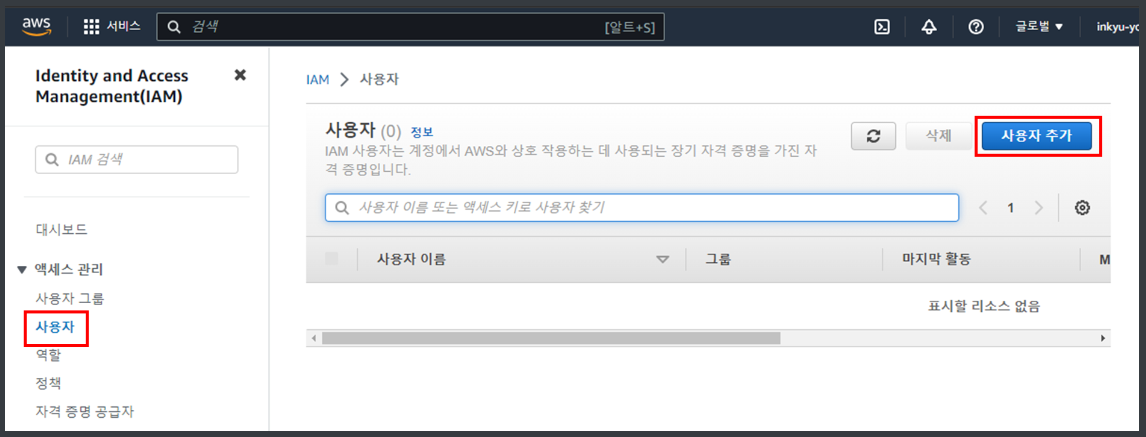 aws 서비스 검색 [알트+S] 글로벌 inkyu-yo
Identity and Access
Management(IAM)
IAM 검색
대시보드
액세스 관리
사용자 그룹
사용자
역할
정책
자격 증명 공급자
IAM > 사용자
사용자 (0) 정보
IAM 사용자는 계정에서 AWS와 상호 작용하는 데 사용되는 장기 자격 증명을 가진 자
격 증명입니다.
삭제 사용자 추가
사용자 이름 또는 액세스 키로 사용자 찾기
1
사용자 이름 그룹 마지막 활동 M
표시할 리소스 없음